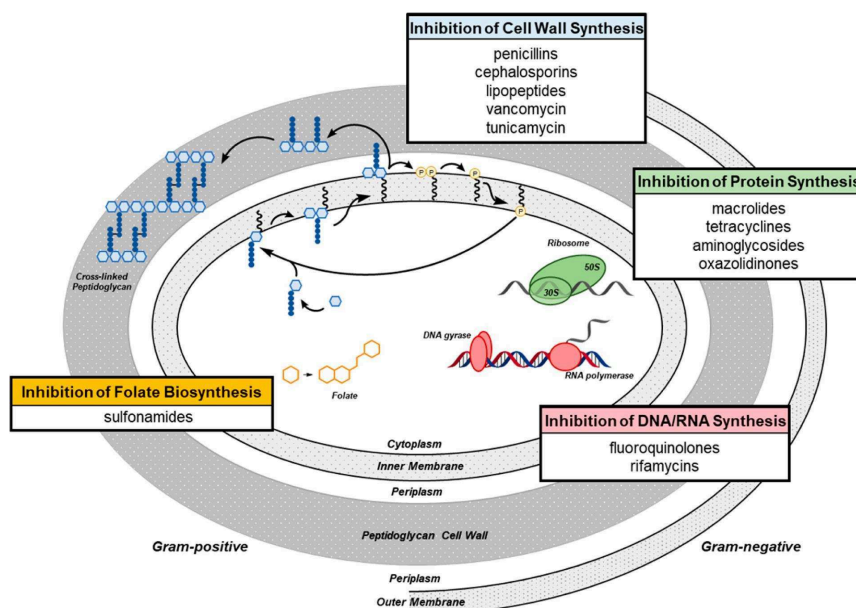 Inhibition of Cell Wall Synthesis
penicillins
cephalosporins
lipopeptides
vancomycin
tunicamycin
Inhibition of Protein Synthesis
macrolides
tetracyclines
aminoglycosides
oxazolidinones
P P P
P
Cross-linked
Peptidoglycan
Ribosome
50S
30S
DNA gyrase
RNA polymerase
Folate
Inhibition of Folate Biosynthesis
sulfonamides
Inhibition of DNA/RNA Synthesis
fluoroquinolones
rifamycins
Cytoplasm
Inner Membrane
Periplasm
Peptidoglycan Cell Wall
Gram-positive
Gram-negative
Periplasm
Outer Membrane